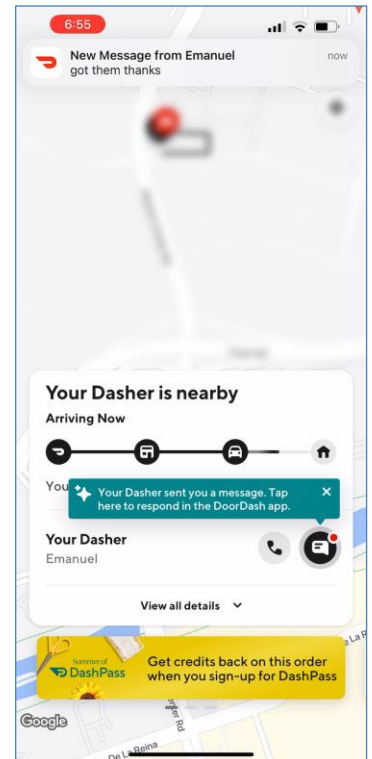 6:55
New Message from Emanuel
now
got them thanks
Your Dasher is nearby
Arriving Now
You
Your Dasher sent you a message. Tap
here to respond in the DoorDash app.
Your Dasher
Emanuel
View all details
Summer of
DashPass
Get credits back on this order
when you sign-up for DashPass
Google
De La Reina